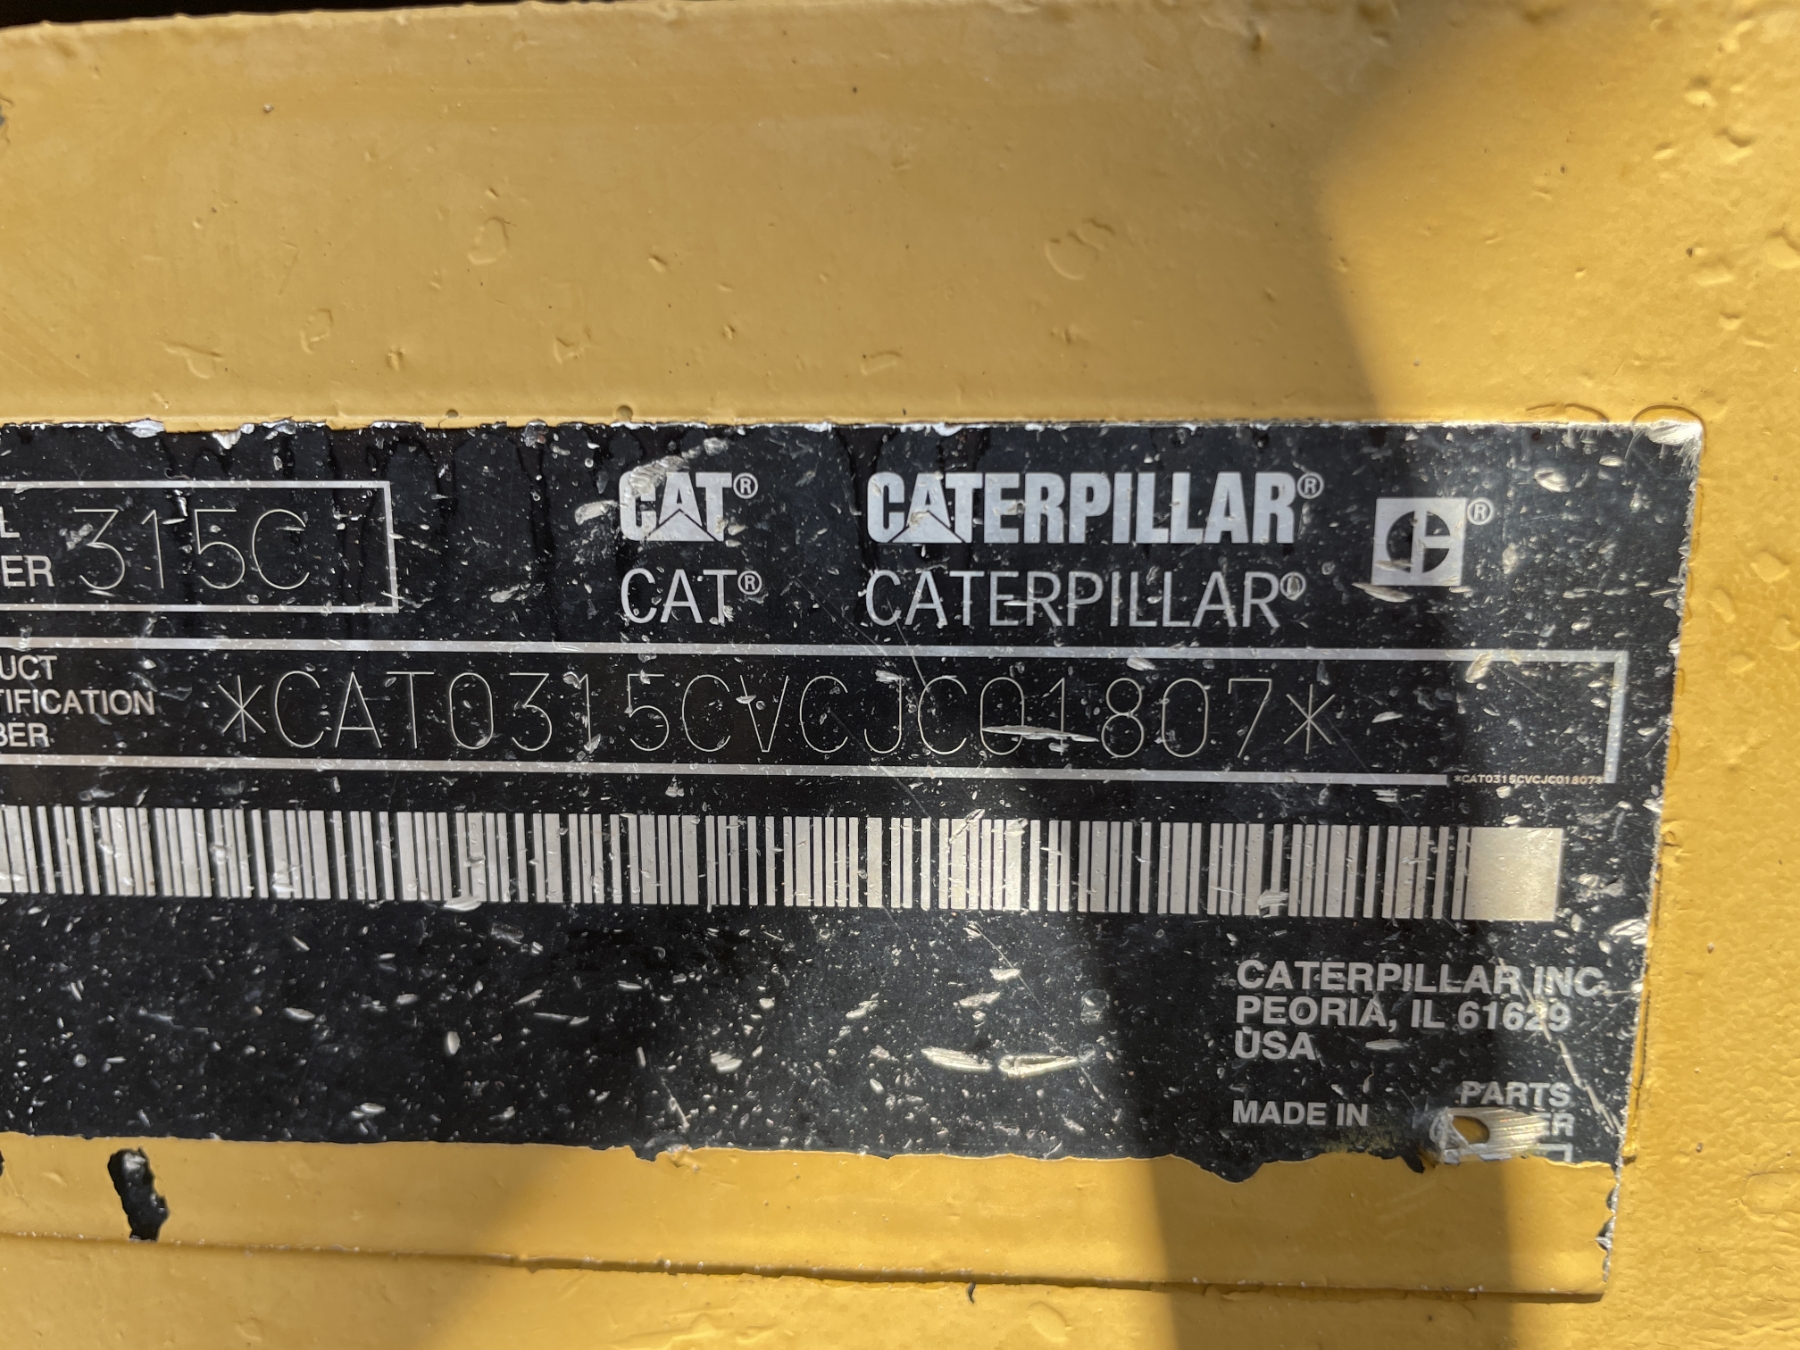 L
ER 315C
CAT® CATERPILLAR® C®
CAT® CATERPILLAR®
UCT
TIFICATION
BER
*CAT0315CVCJC01807*
*CAT0315CVCJC01807*
CATERPILLAR INC.
PEORIA, IL 61629
USA
MADE IN
PARTS
ER